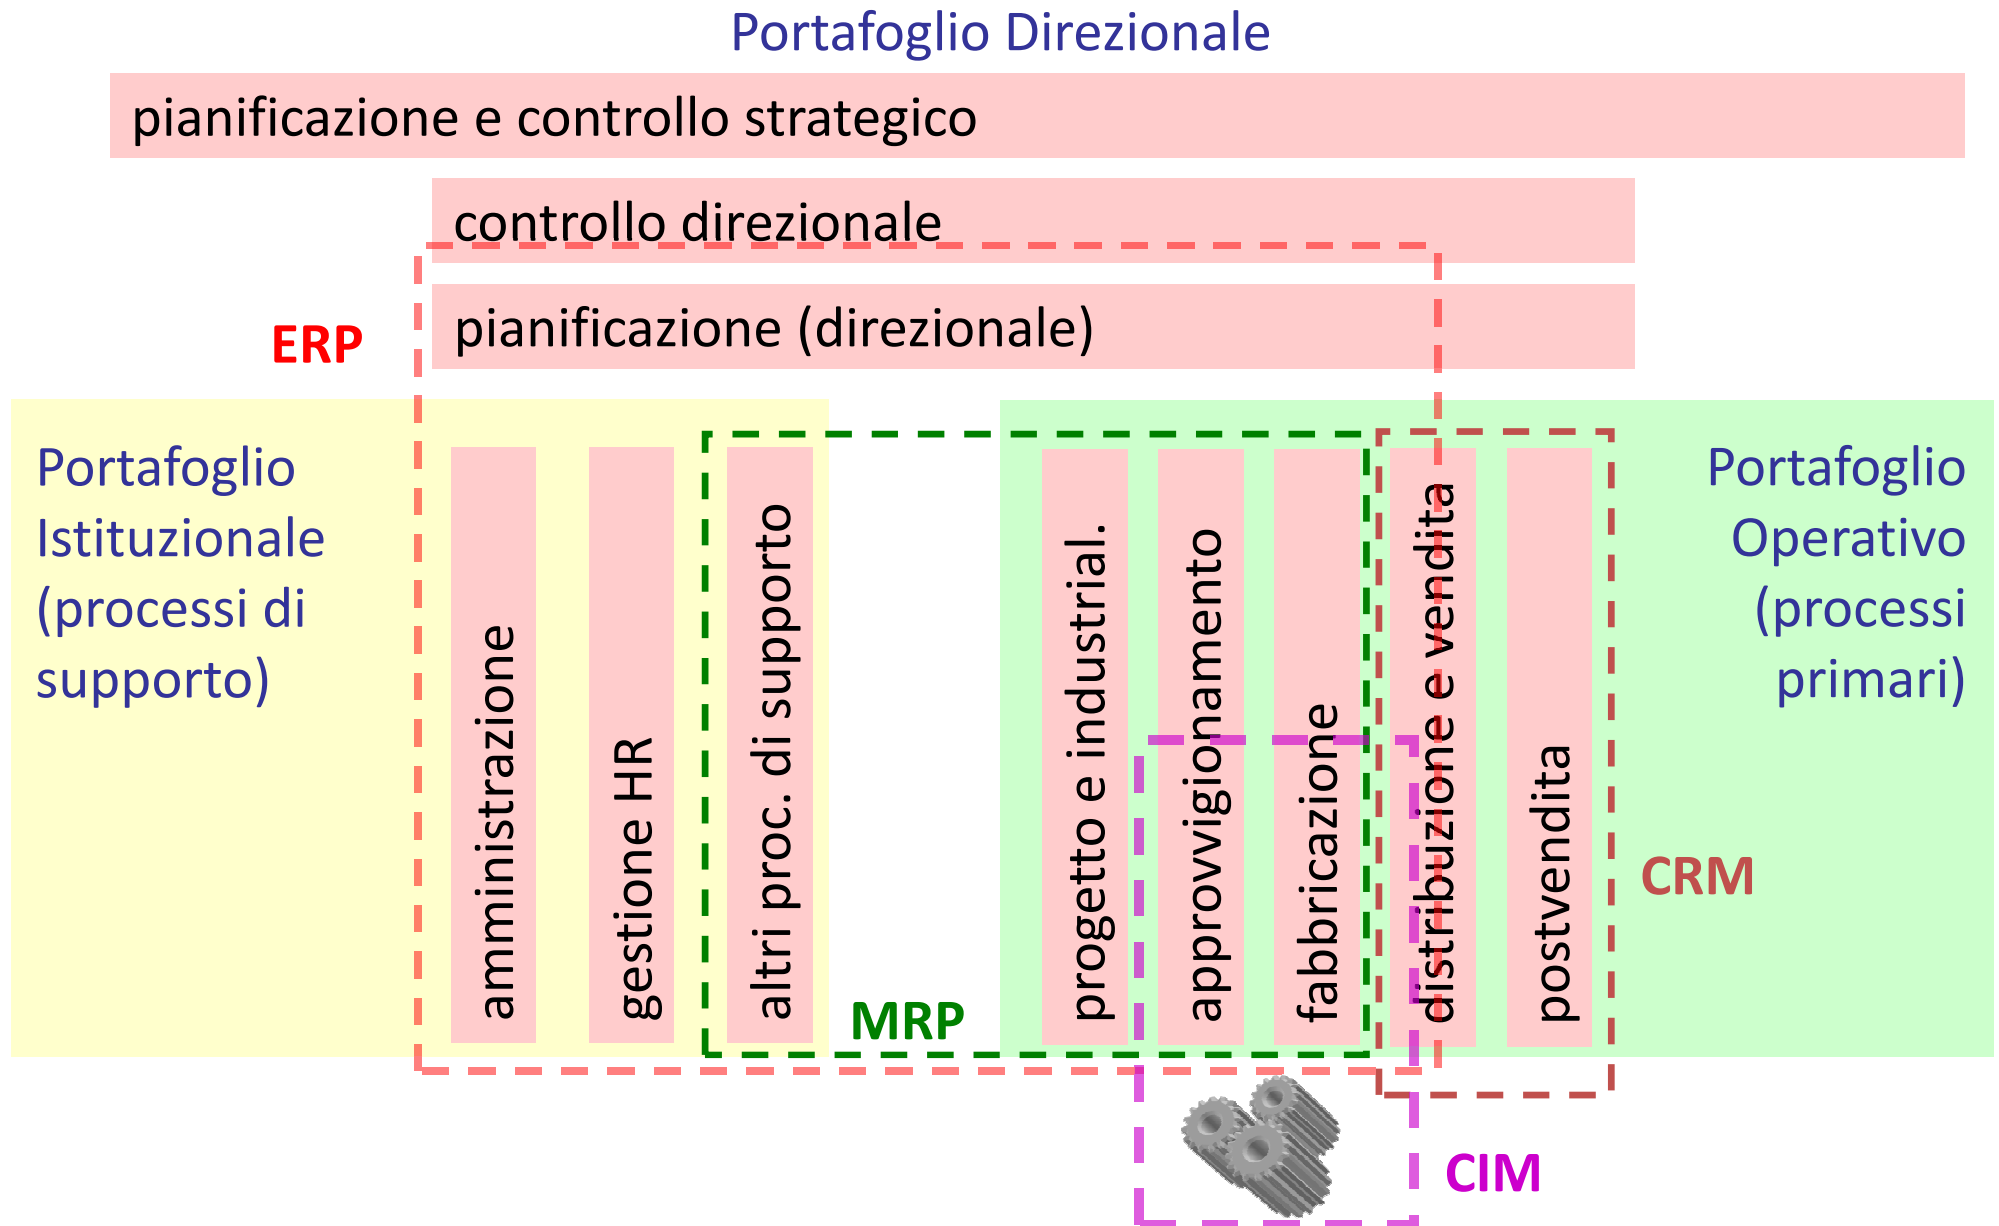 Portafoglio Direzionale
pianificazione e controllo strategico
controllo direzionale
pianificazione (direzionale)
ERP
Portafoglio
Istituzionale
(processi di
supporto)
amministrazione
gestione HR
altri proc. di supporto
MRP
progetto e industrial.
approvvigionamento
fabbricazione
distribuzione e vendita
postvendita
Portafoglio
Operativo
(processi
primari)
CRM
CIM